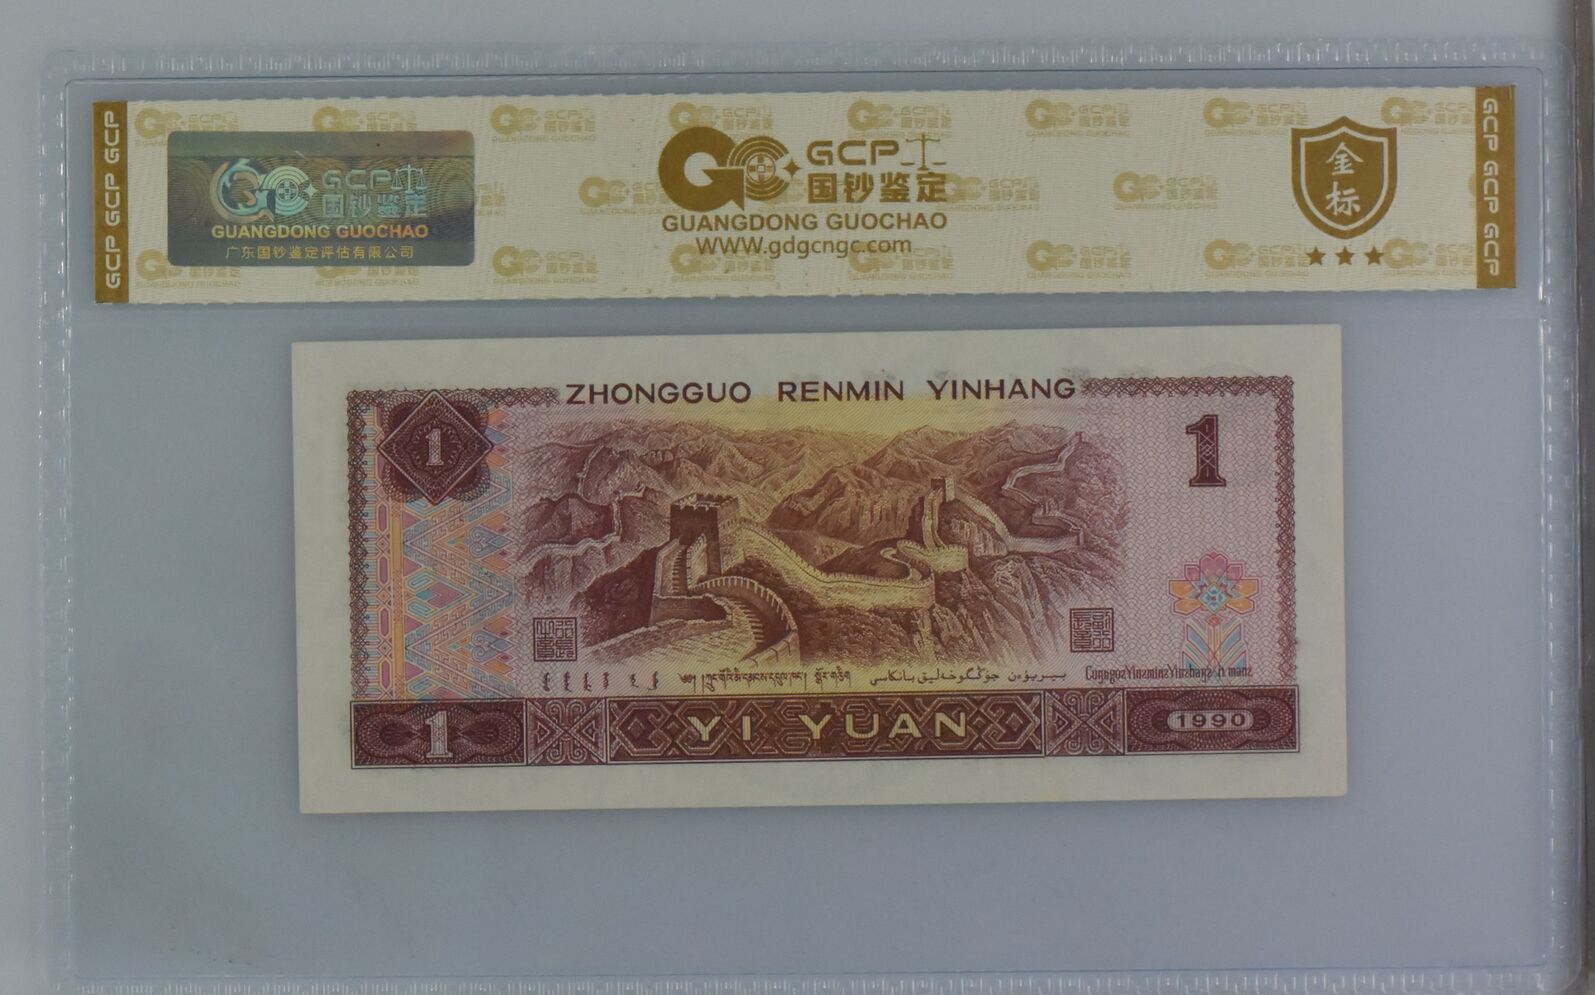 GCP GCP GCP
GCP 国钞鉴定
GUANGDONG GUOCHAO
广东国钞鉴定评估有限公司
GCP
国钞鉴定
GUANGDONG GUOCHAO
WWW.gdgcngc.com
金标
GCP GCP GCP
ZHONGGUO RENMIN YINHANG
1
1
YI YUAN
1
1990